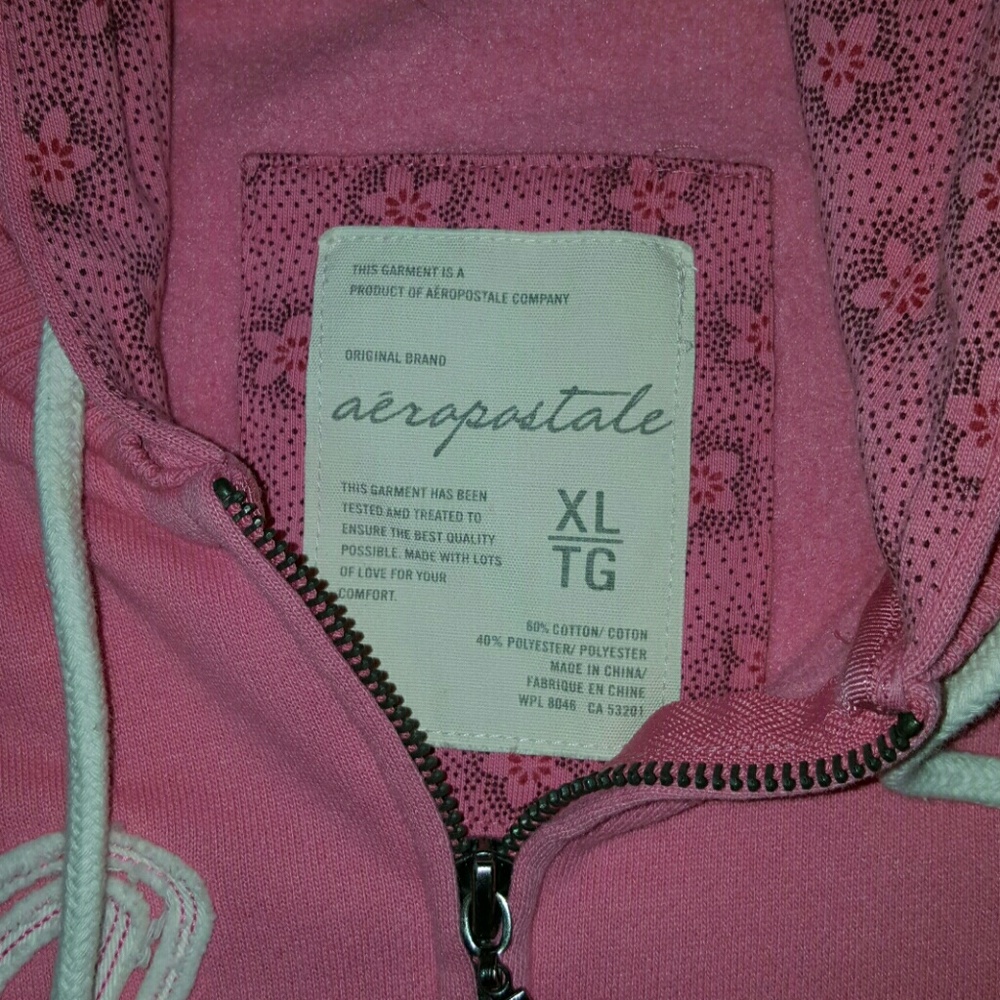 THIS GARMENT IS A
PRODUCT OF AÉROPOSTALE COMPANY
ORIGINAL BRAND
aéropostale
THIS GARMENT HAS BEEN
TESTED AND TREATED TO
ENSURE THE BEST QUALITY
POSSIBLE. MADE WITH LOTS
OF LOVE FOR YOUR
COMFORT.
XL
TG
60% COTTON/ COTON
40% POLYESTER/ POLYESTER
MADE IN CHINA/
FABRIQUE EN CHINE
WPL 8046 CA 53201